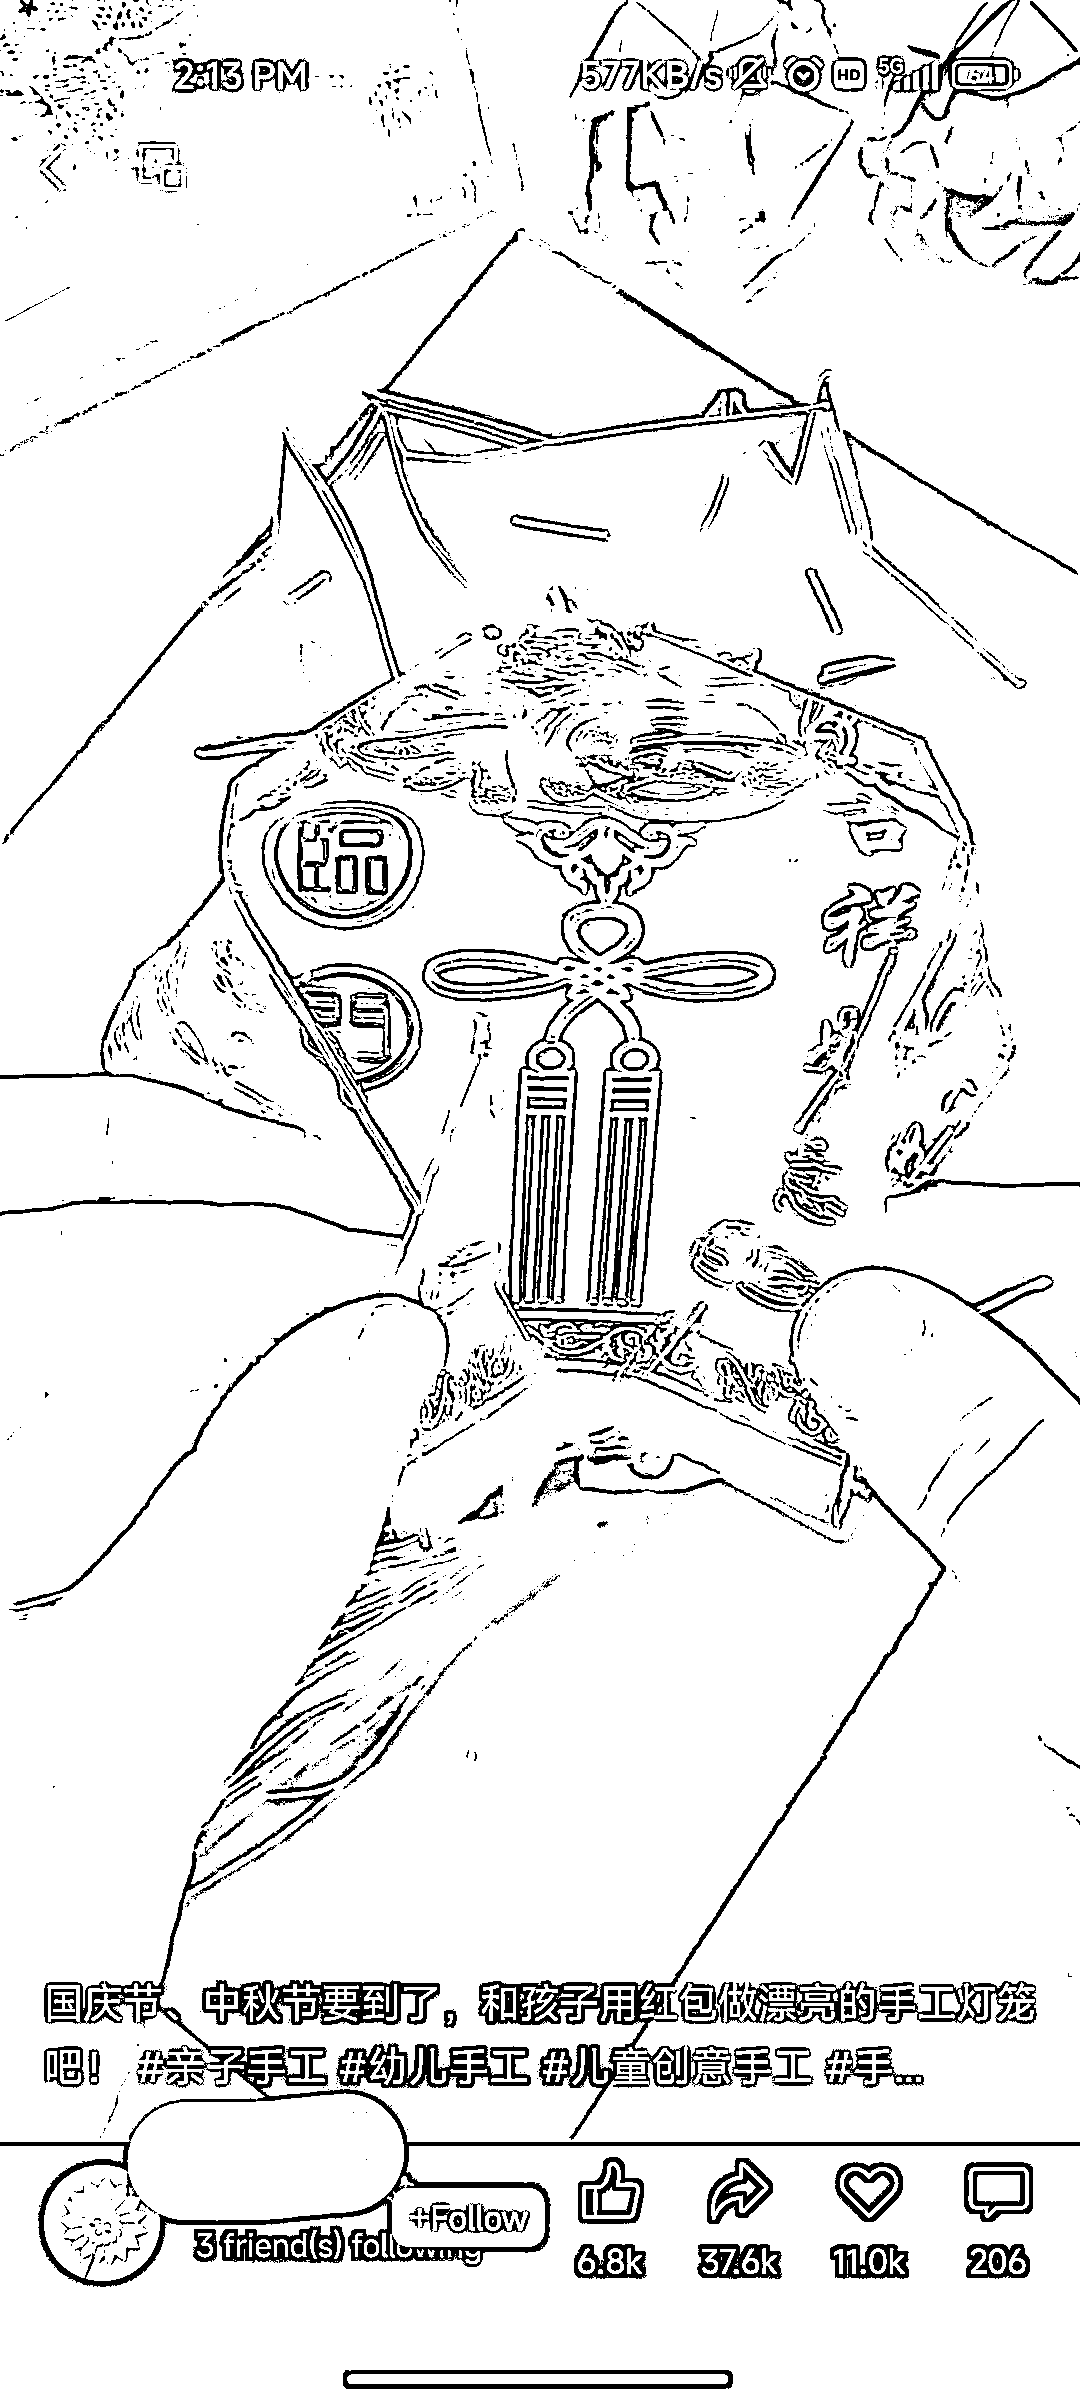 2:13 PM
577KB/s
HD
5G
64
福
吉
祥
国庆节、中秋节要到了，和孩子用红包做漂亮的手工灯笼
吧！ #亲子手工 #幼儿手工 #儿童创意手工 #手...
+Follow
3 friend(s) following
6.8k
37.6k
11.0k
206